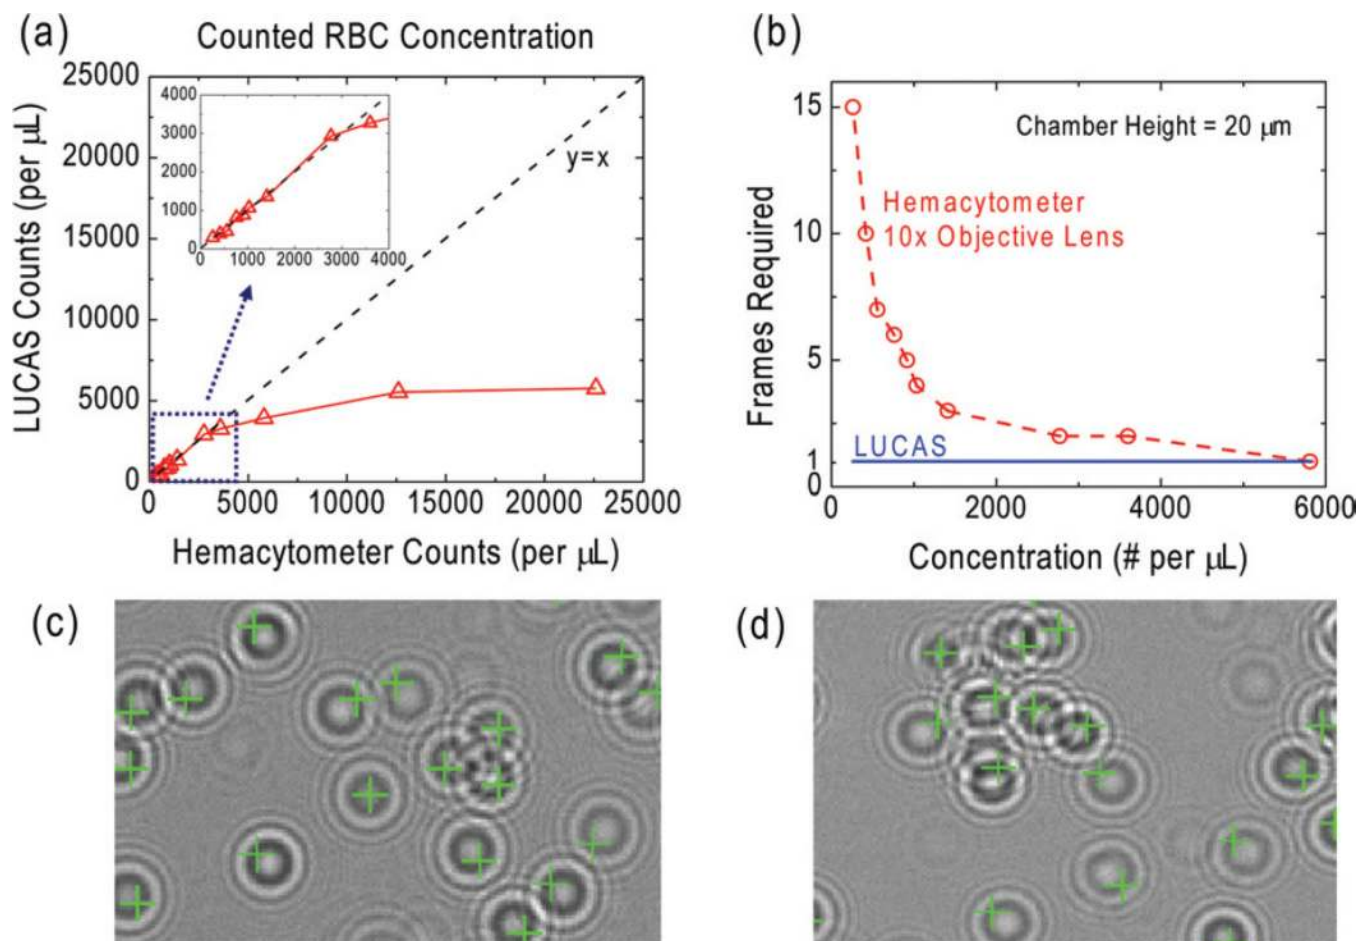 (a)
Counted RBC Concentration
LUCAS Counts (per μL)
25000
20000
15000
10000
5000
0
0
5000
10000
15000
20000
25000
Hemacytometer Counts (per μL)
4000
3000
2000
1000
0
0
1000
2000
3000
4000
y=x
(b)
Frames Required
15
10
5
1
0
0
2000
4000
6000
Concentration (# per μL)
Chamber Height = 20 μm
Hemacytometer
10x Objective Lens
LUCAS
(c)
(d)